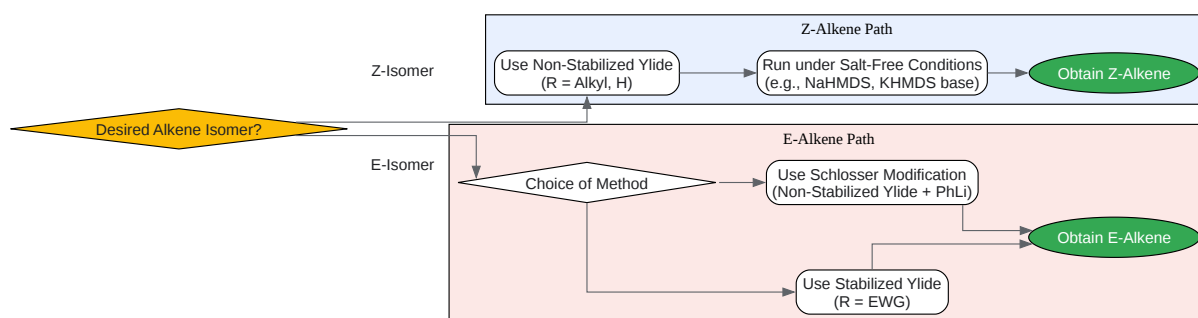 Z-Alkene Path
Z-Isomer
Use Non-Stabilized Ylide
(R = Alkyl, H)
Run under Salt-Free Conditions
(e.g., NaHMDS, KHMDS base)
Obtain Z-Alkene
Desired Alkene Isomer?
E-Alkene Path
E-Isomer
Choice of Method
Use Schlosser Modification
(Non-Stabilized Ylide + PhLi)
Obtain E-Alkene
Use Stabilized Ylide
(R = EWG)